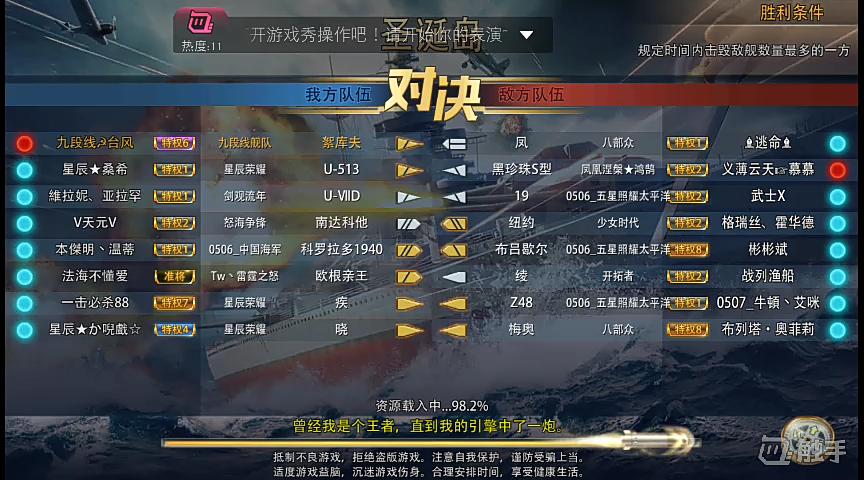 胜利条件
圣诞岛
开游戏秀操作吧！请开始你的表演~
热度:11
规定时间内击毁敌舰数量最多的一方
我方队伍 对决 敌方队伍
九段线☭台风 特权6 九段线舰队 絮库夫 凤 八部众 特权1 逃命
星辰★桑希 特权1 星辰荣耀 U-513 黑珍珠S型 凤凰涅槃★鸿鹄 特权2 义薄云天☞慕慕
維拉妮、亚拉罕 特权1 剑观流年 U-VIID 19 0506_五星照耀太平洋 特权2 武士X
V天元V 特权2 怒海争锋 南达科他 纽约 少女时代 特权2 格瑞丝、霍华德
本傑明丶温蒂 特权1 0506_中国海军 科罗拉多1940 布吕歇尔 0506_五星照耀太平洋 特权8 彬彬斌
法海不懂爱 准将 Tw丶雷霆之怒 欧根亲王 绫 开拓者 特权2 战列渔船
一击必杀88 特权7 星辰荣耀 疾 Z48 0506_五星照耀太平洋 特权1 0507_牛頓丶艾咪
星辰★か猊戲☆ 特权4 星辰荣耀 晓 梅奥 八部众 特权8 布列塔·奥菲莉
资源载入中...98.2%
曾经我是个王者，直到我的引擎中了一炮。
抵制不良游戏，拒绝盗版游戏。注意自我保护，谨防受骗上当。
适度游戏益脑，沉迷游戏伤身。合理安排时间，享受健康生活。
触手